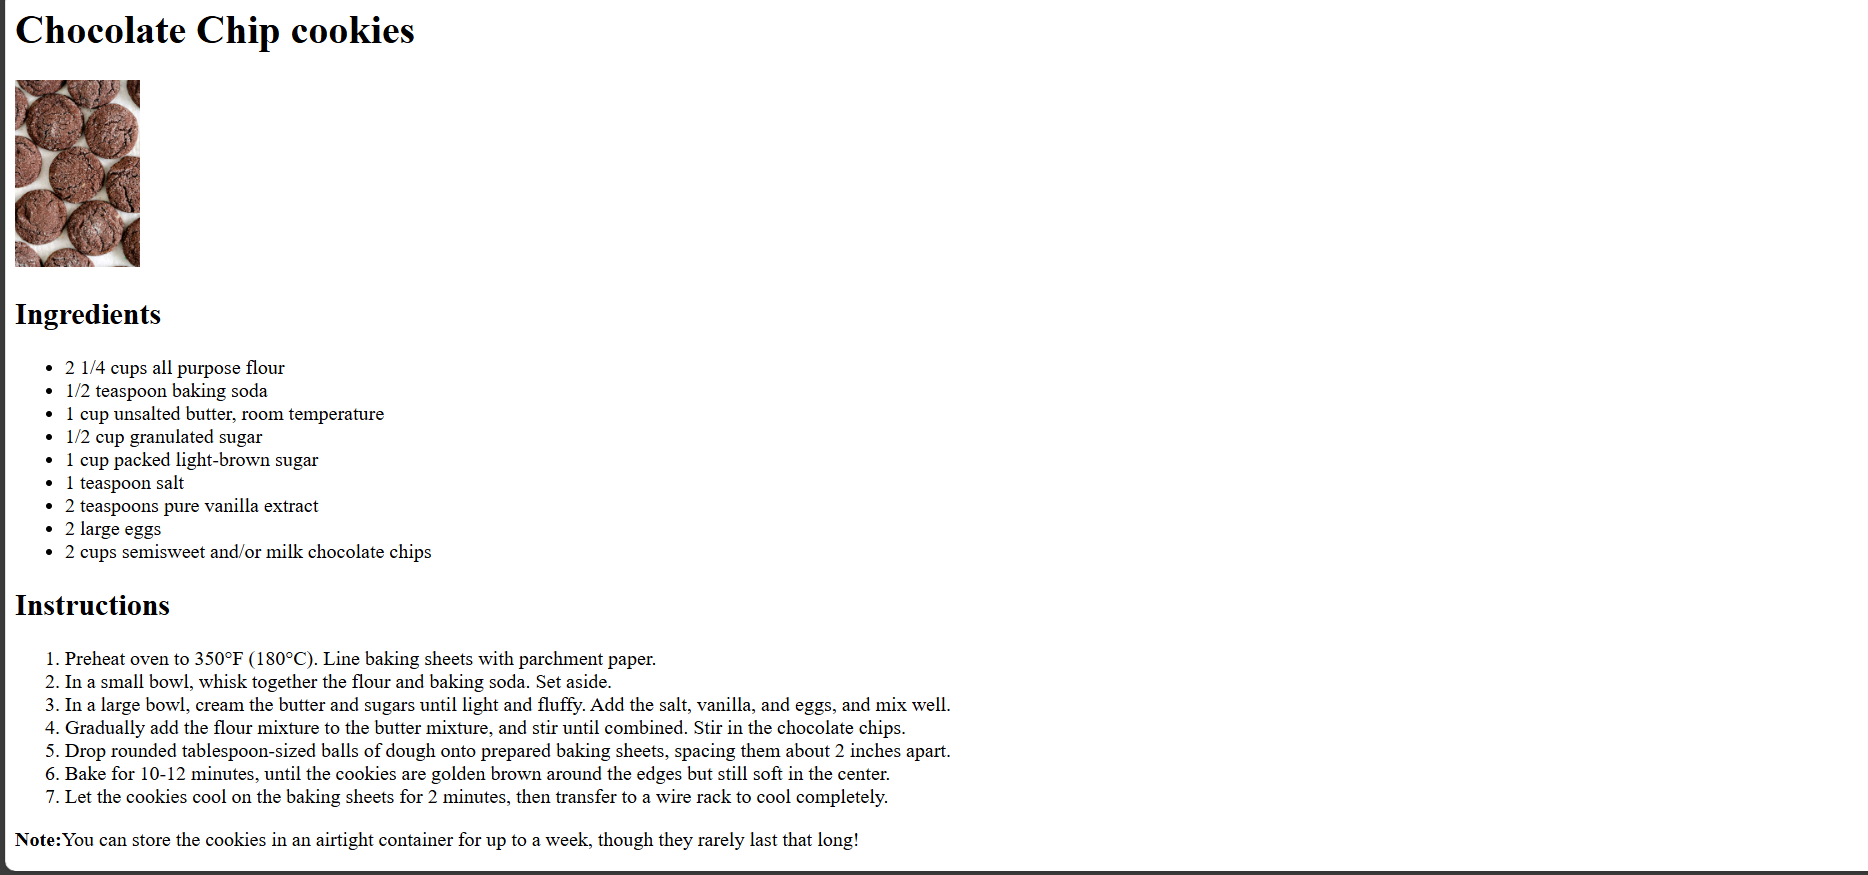 Chocolate Chip cookies
Ingredients
• 2 1/4 cups all purpose flour
• 1/2 teaspoon baking soda
• 1 cup unsalted butter, room temperature
• 1/2 cup granulated sugar
• 1 cup packed light-brown sugar
• 1 teaspoon salt
• 2 teaspoons pure vanilla extract
• 2 large eggs
• 2 cups semisweet and/or milk chocolate chips
Instructions
1. Preheat oven to 350°F (180°C). Line baking sheets with parchment paper.
2. In a small bowl, whisk together the flour and baking soda. Set aside.
3. In a large bowl, cream the butter and sugars until light and fluffy. Add the salt, vanilla, and eggs, and mix well.
4. Gradually add the flour mixture to the butter mixture, and stir until combined. Stir in the chocolate chips.
5. Drop rounded tablespoon-sized balls of dough onto prepared baking sheets, spacing them about 2 inches apart.
6. Bake for 10-12 minutes, until the cookies are golden brown around the edges but still soft in the center.
7. Let the cookies cool on the baking sheets for 2 minutes, then transfer to a wire rack to cool completely.
Note:You can store the cookies in an airtight container for up to a week, though they rarely last that long!